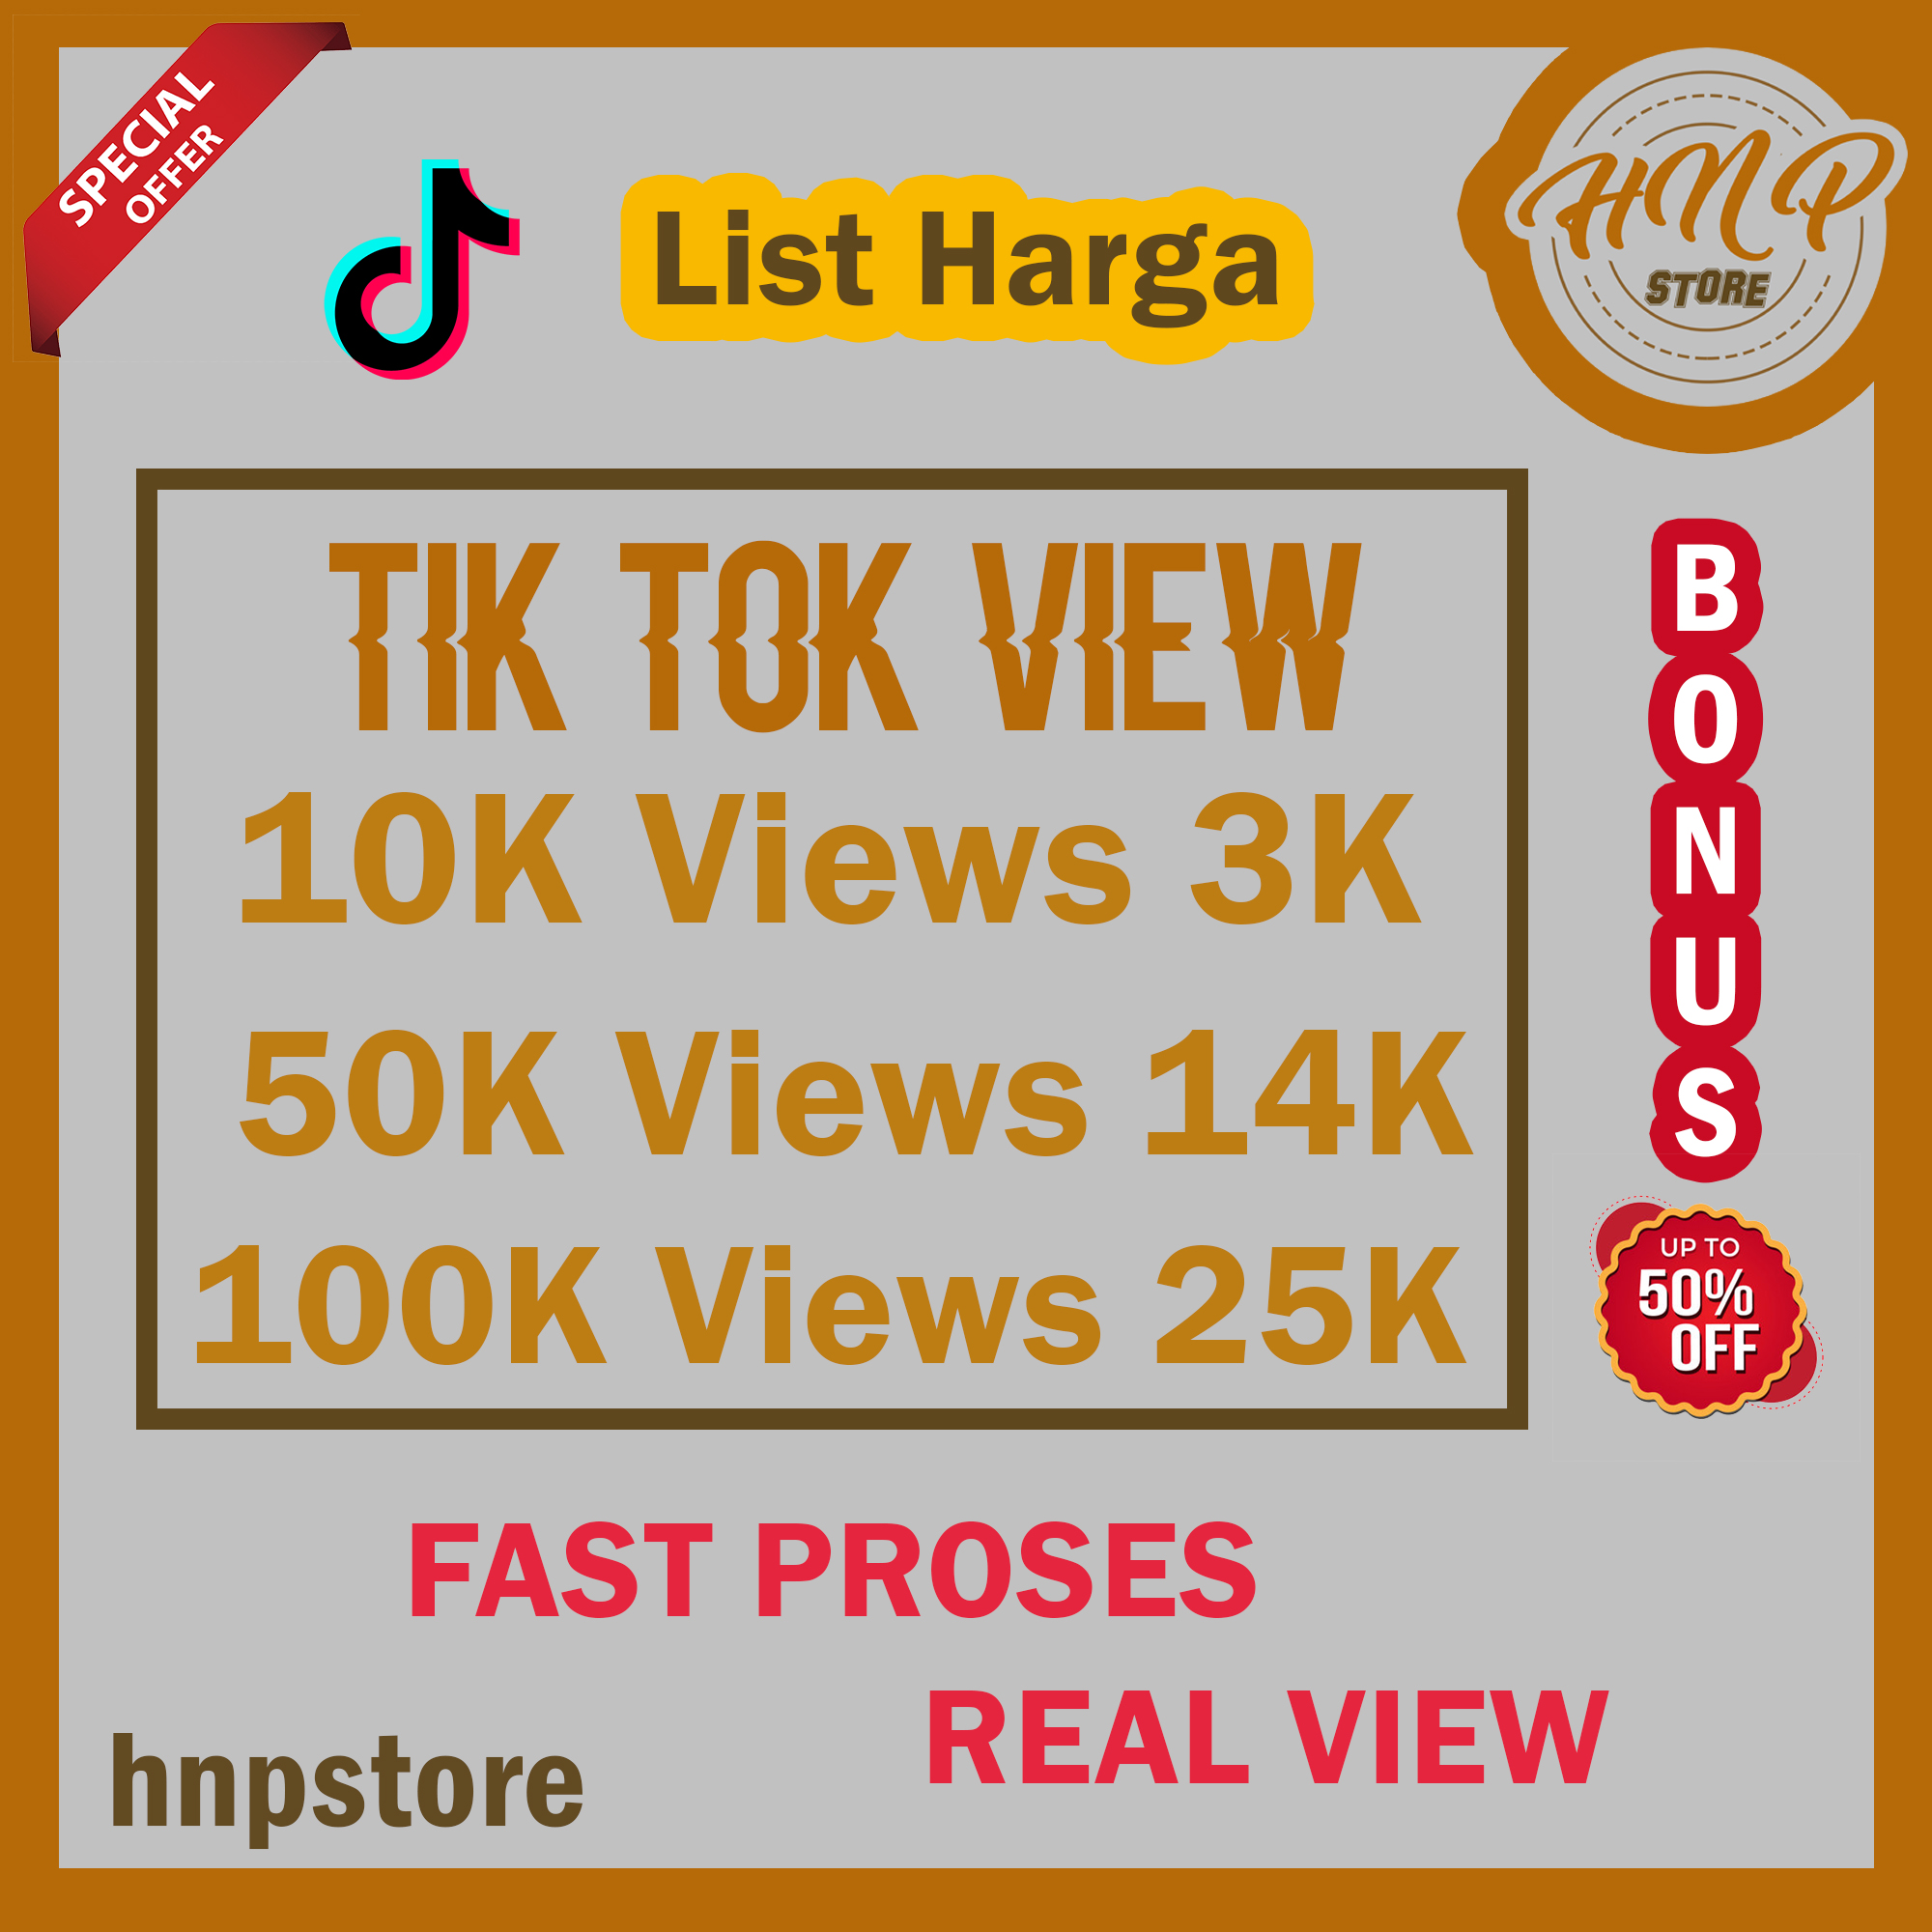 SPECIAL
OFFER
List Harga
HNP
STORE
TIK TOK VIEW
10K Views 3K
50K Views 14K
100K Views 25K
BONUS
UP TO
50%
OFF
FAST PROSES
REAL VIEW
hnpstore